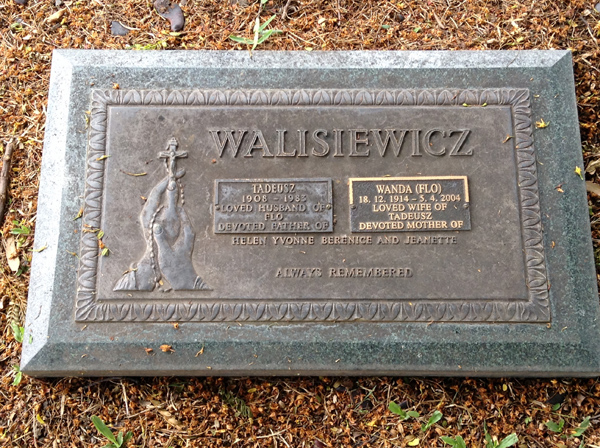 WALISIEWICZ
TADEUSZ
1908 - 1983
LOVED HUSBAND OF
FLO
DEVOTED FATHER OF
WANDA (FLO)
18. 12. 1914 - 5. 4. 2004
LOVED WIFE OF
TADEUSZ
DEVOTED MOTHER OF
HELEN YVONNE BERENICE AND JEANETTE
ALWAYS REMEMBERED